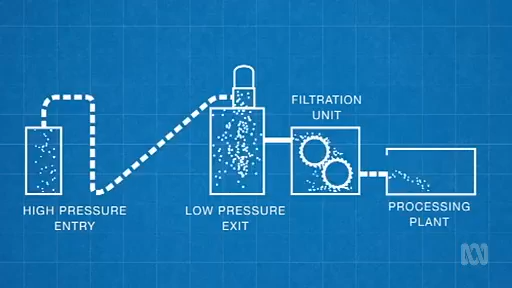 HIGH PRESSURE
ENTRY
LOW PRESSURE
EXIT
FILTRATION
UNIT
PROCESSING
PLANT